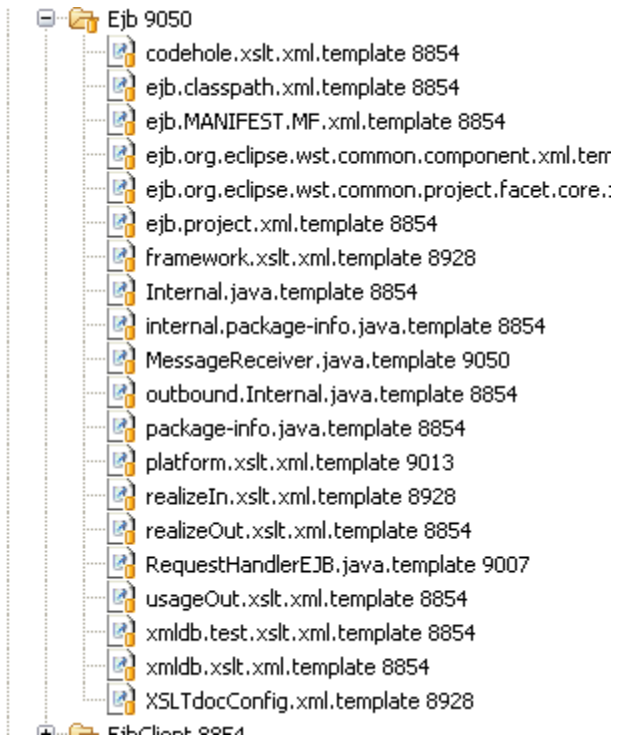 Ejb 9050
codehole.xslt.xml.template 8854
ejb.classpath.xml.template 8854
ejb.MANIFEST.MF.xml.template 8854
ejb.org.eclipse.wst.common.component.xml.tem
ejb.org.eclipse.wst.common.project.facet.core.
ejb.project.xml.template 8854
framework.xslt.xml.template 8928
Internal.java.template 8854
internal.package-info.java.template 8854
MessageReceiver.java.template 9050
outbound.Internal.java.template 8854
package-info.java.template 8854
platform.xslt.xml.template 9013
realizeIn.xslt.xml.template 8928
realizeOut.xslt.xml.template 8854
RequestHandlerEJB.java.template 9007
usageOut.xslt.xml.template 8854
xmldb.test.xslt.xml.template 8854
xmldb.xslt.xml.template 8854
XSLTdocConfig.xml.template 8928
EjbClient 8854